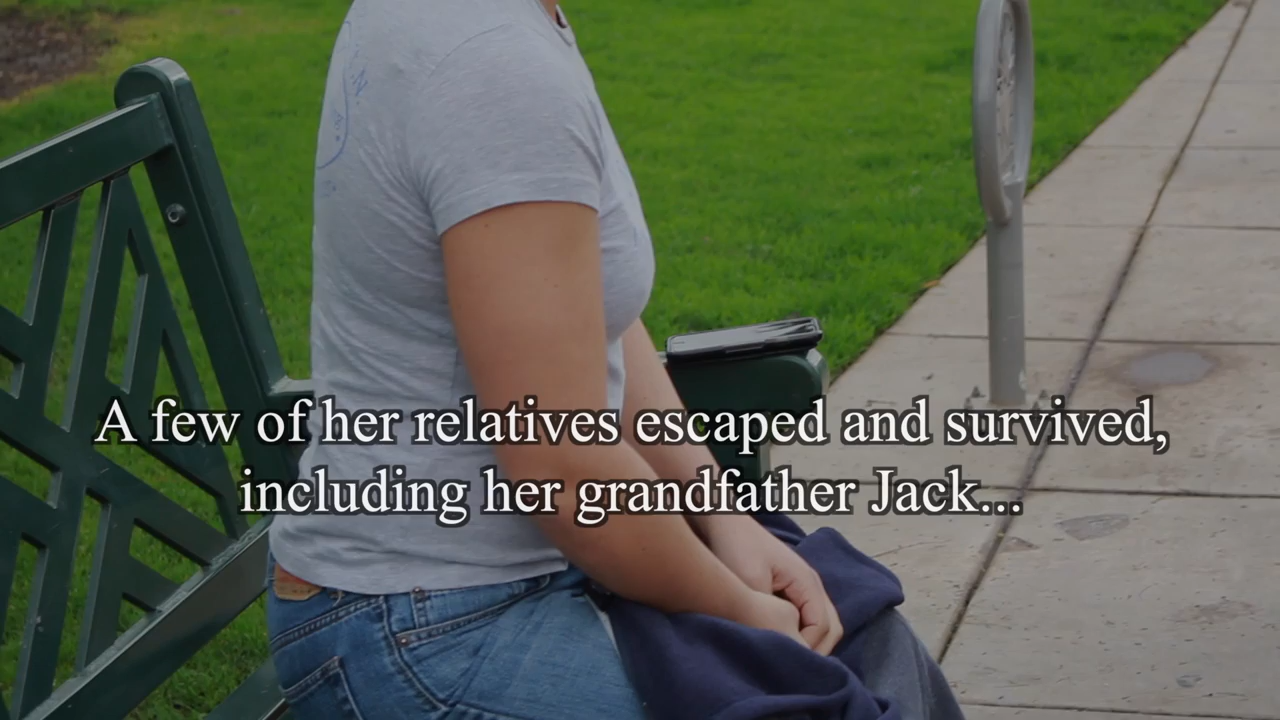 A few of her relatives escaped and survived,
including her grandfather Jack...